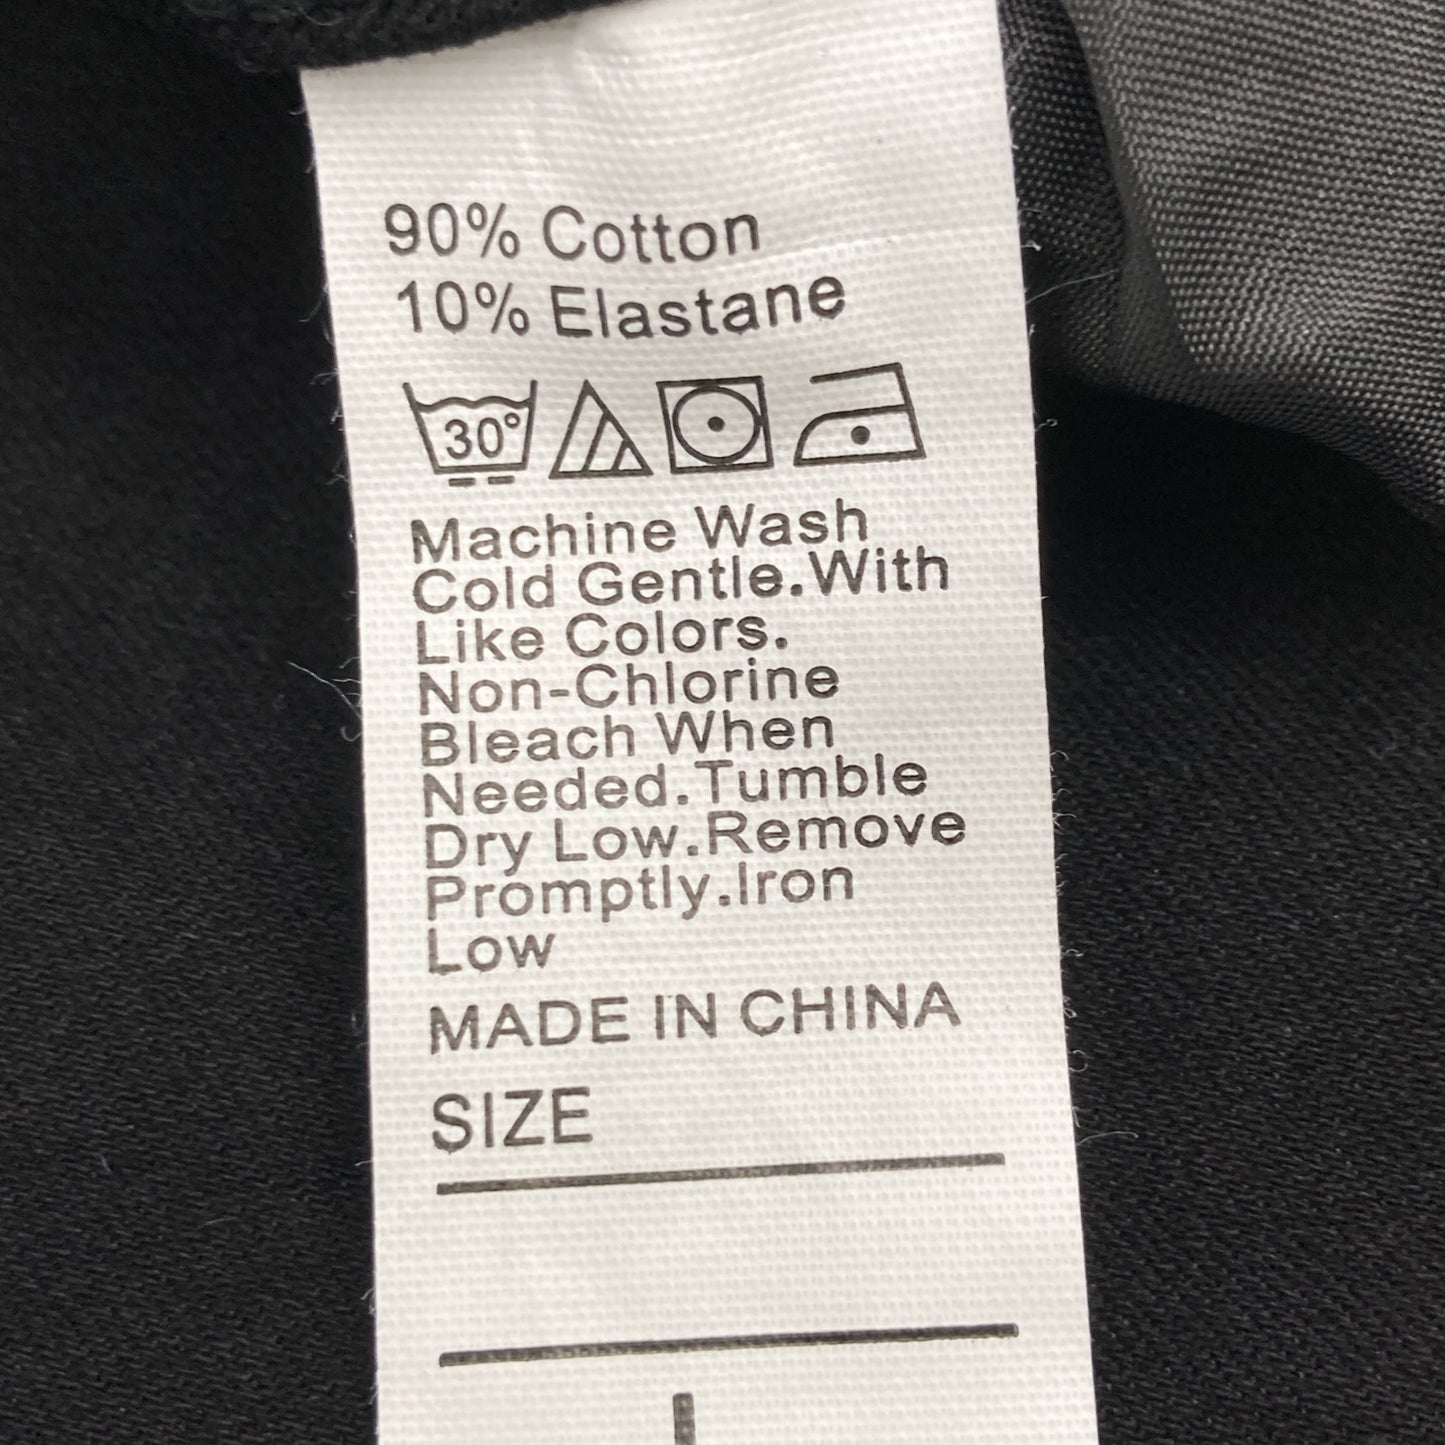 90% Cotton
10% Elastane
30°
Machine Wash
Cold Gentle.With
Like Colors.
Non-Chlorine
Bleach When
Needed.Tumble
Dry Low.Remove
Promptly.Iron
Low
MADE IN CHINA
SIZE